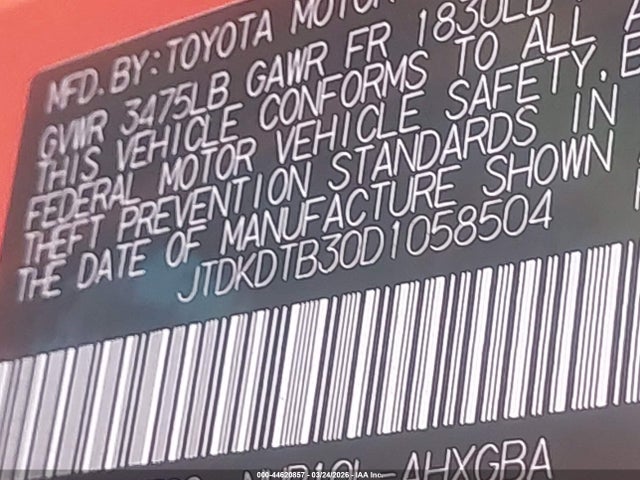 MFD. BY: TOYOTA MOTOR
GVWR 3475LB GAWR FR 1830LB
THIS VEHICLE CONFORMS TO ALL A
FEDERAL MOTOR VEHICLE SAFETY, B
THEFT PREVENTION STANDARDS IN
THE DATE OF MANUFACTURE SHOWN
JTDKDTB30D1058504
-AHXGBA
000-44620857 - 03/24/2026 - IAA Inc.